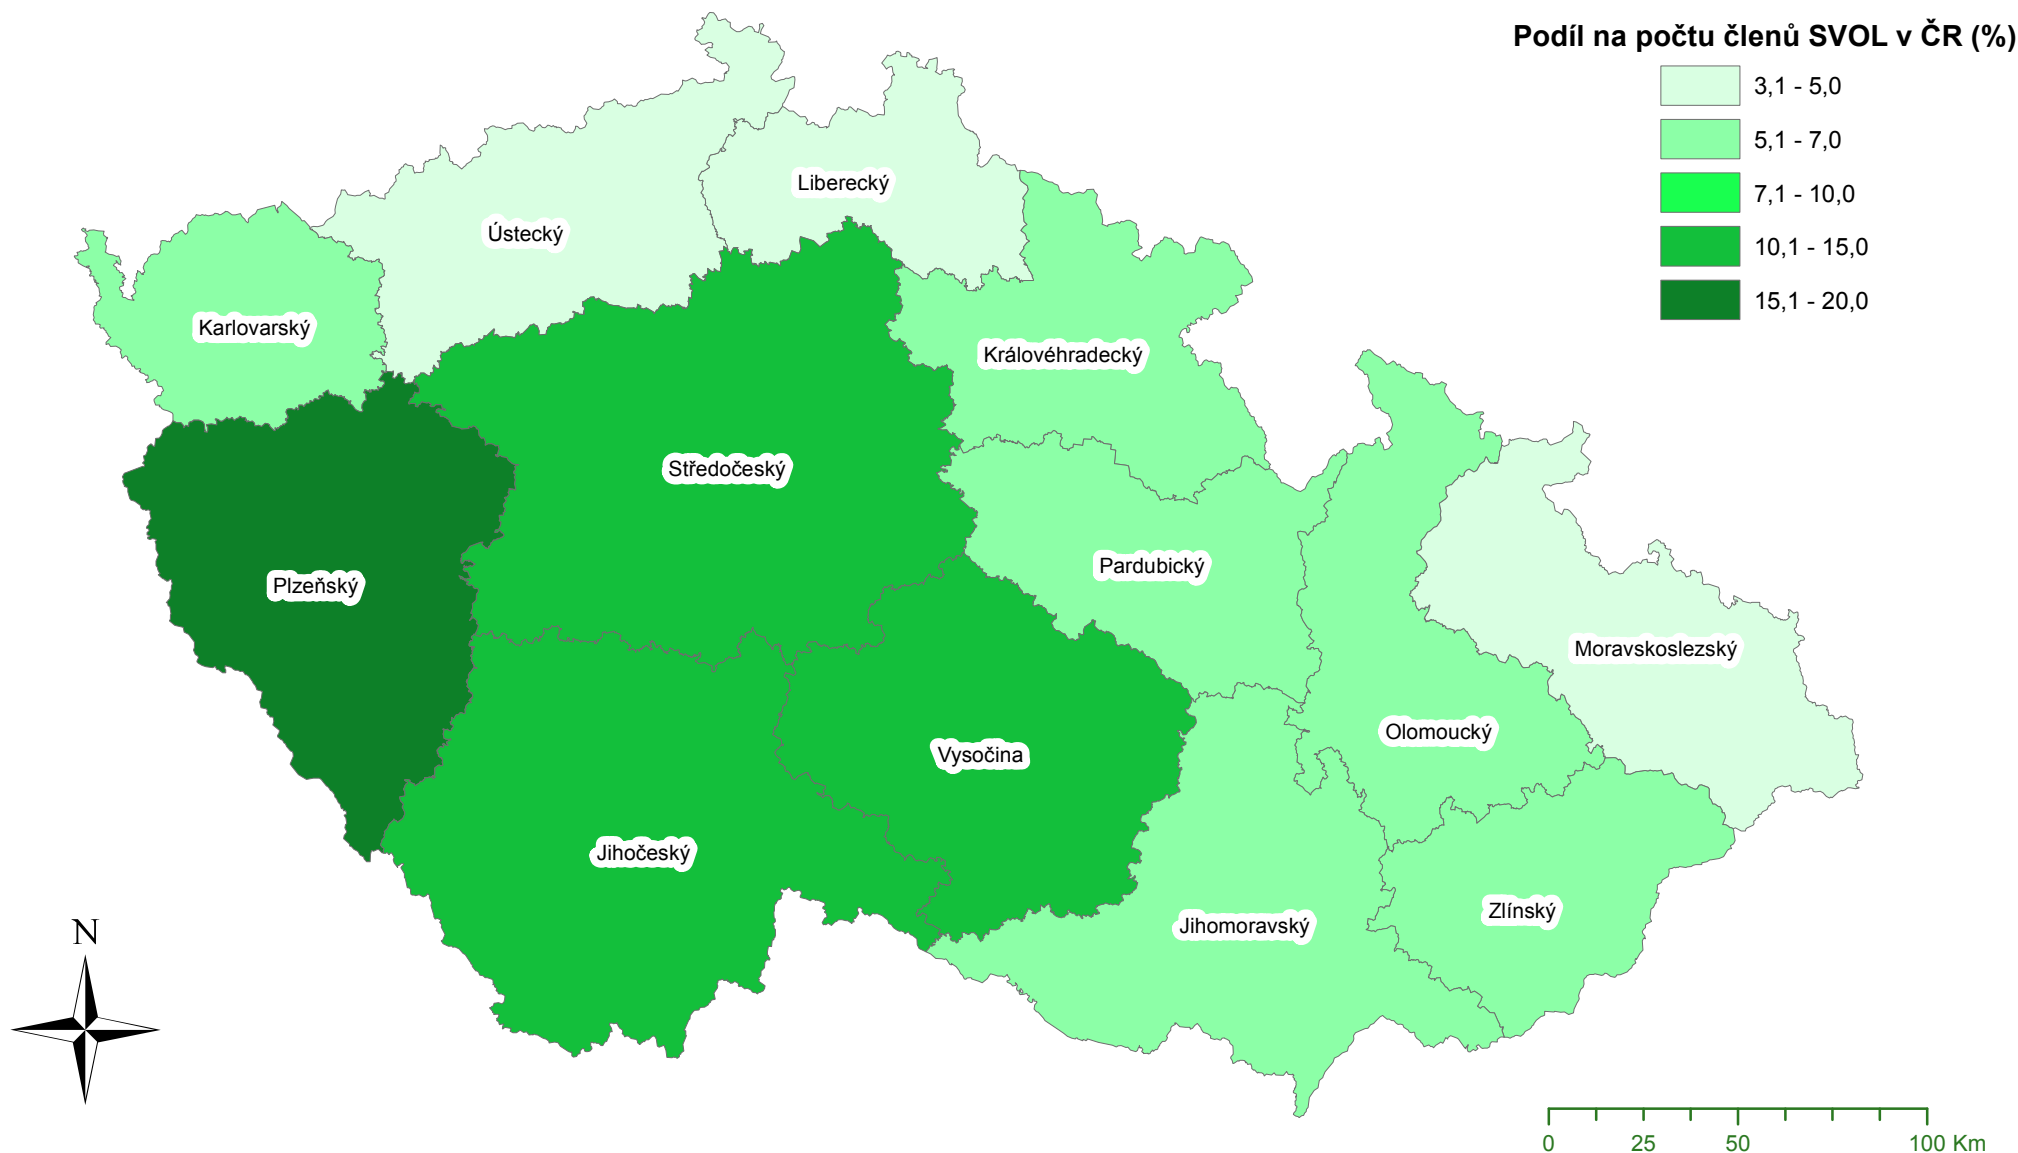 Podíl na počtu členů SVOL v ČR (%)
3,1 - 5,0
5,1 - 7,0
7,1 - 10,0
10,1 - 15,0
15,1 - 20,0
Liberecký
Ústecký
Karlovarský
Královéhradecký
Středočeský
Pardubický
Plzeňský
Moravskoslezský
Olomoucký
Vysočina
Jihočeský
Zlínský
Jihomoravský
N
0 25 50 100 Km